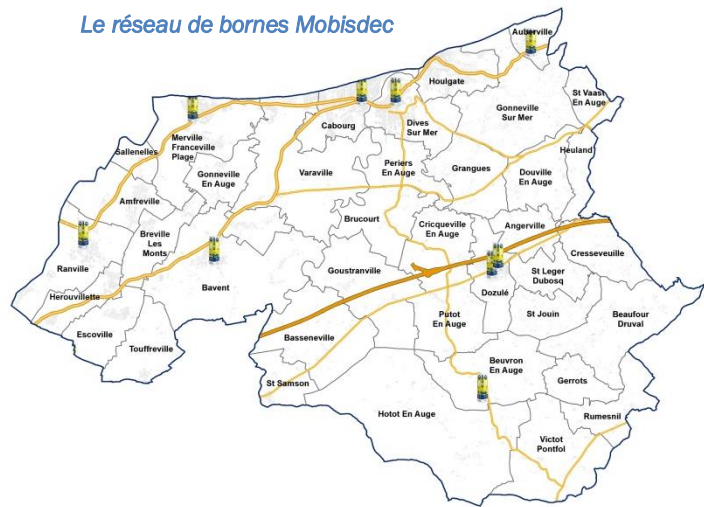 Le réseau de bornes Mobisdec
Auberville
Houlgate
St Vaast
En Auge
Gonneville
Sur Mer
Merville
Franceville
Plage
Cabourg
Dives
Sur Mer
Sallenelles
Heuland
Gonneville
En Auge
Varaville
Periers
En Auge
Grangues
Douville
En Auge
Amfreville
Breville
Les
Monts
Brucourt
Cricqueville
En Auge
Angerville
Ranville
Cresseveuille
Goustranville
Bavent
St Leger
Dubosq
Herouvillette
Dozulé
Escoville
Putot
En Auge
St Jouin
Beaufour
Druval
Touffreville
Basseneville
Beuvron
En Auge
St Samson
Gerrots
Hotot En Auge
Rumesnil
Victot
Pontfol